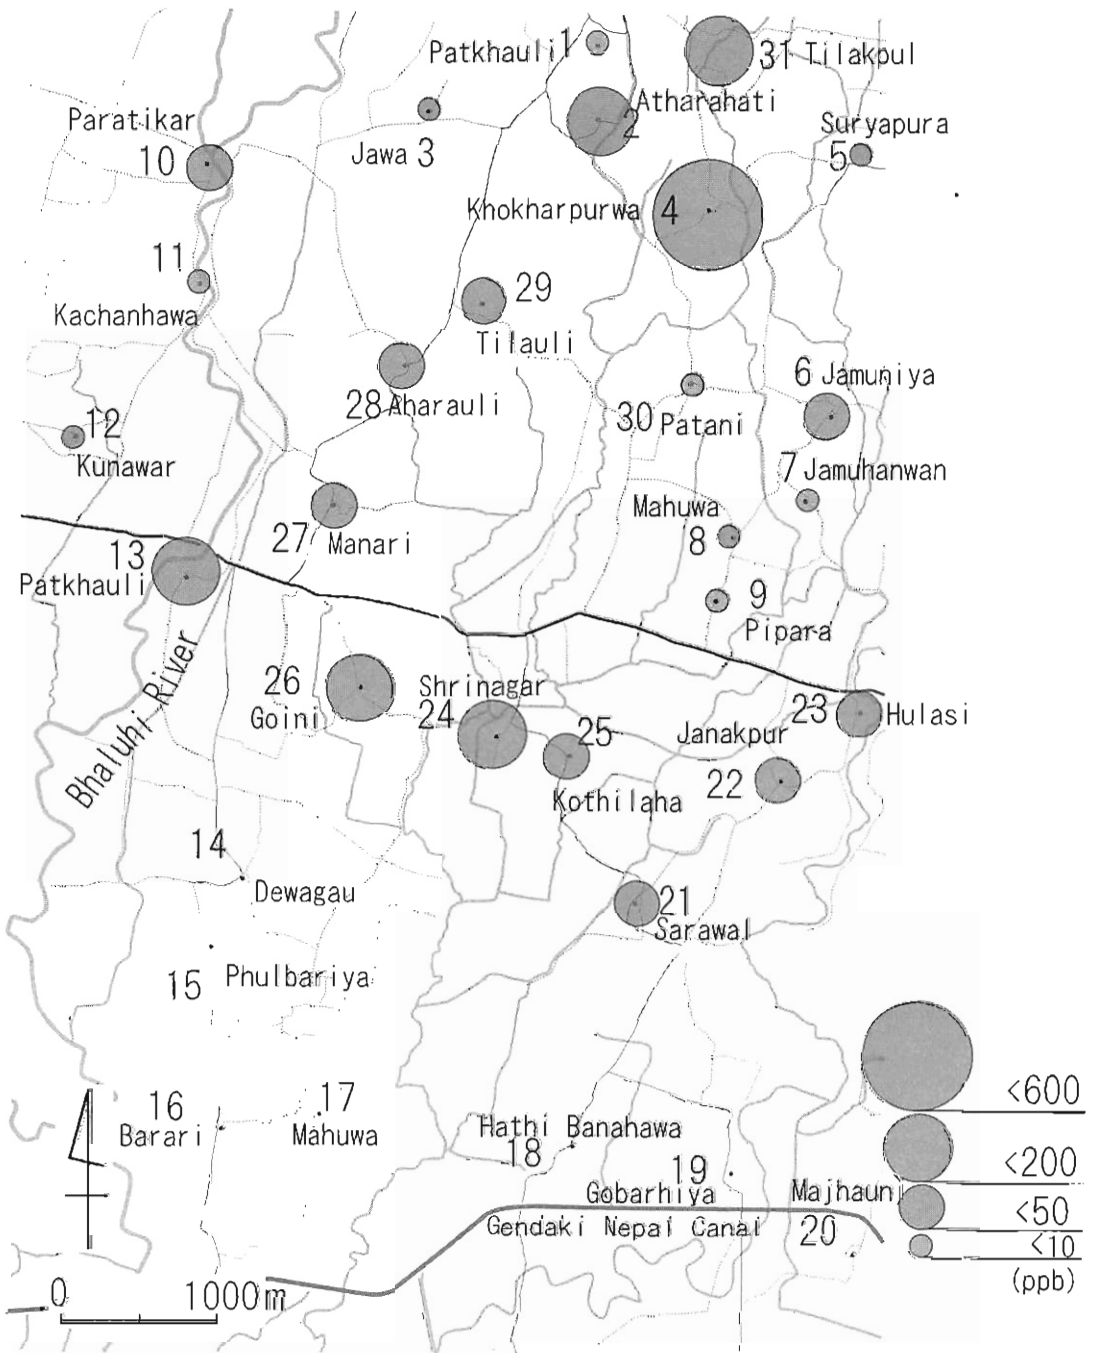 Patkhauli 1
31 Tilakpul
Atharahati
2
Paratikar
10
Jawa 3
Suryapura
5
Khokharpurwa 4
11
Kachanhawa
29
Tilauli
6 Jamuniya
28 Aharauli
30 Patani
12
Kunawar
7 Jamuhanwan
Mahuwa
8
27 Manari
13
Patkhauli
9
Pipara
Bhaluhi River
26
Goini
Shrinagar
24
25
Kothilaha
Janakpur
22
23 Hulasi
14
Dewagau
21
Sarawal
15 Phulbariya
16
Barari
17
Mahuwa
Hathi Banahawa
18
19
Gobarhiya
Majhauni
20
Gendaki Nepal Canal
<600
<200
<50
<10
(ppb)
0 1000m